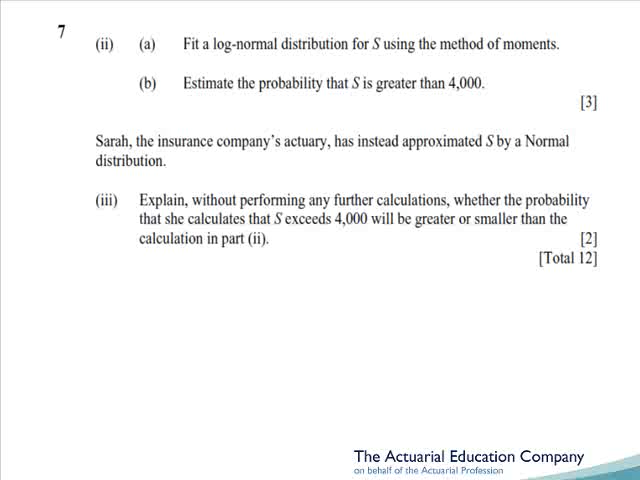 7
(ii) (a) Fit a log-normal distribution for S using the method of moments.
(b) Estimate the probability that S is greater than 4,000.
[3]
Sarah, the insurance company's actuary, has instead approximated S by a Normal
distribution.
(iii) Explain, without performing any further calculations, whether the probability
that she calculates that S exceeds 4,000 will be greater or smaller than the
calculation in part (ii). [2]
[Total 12]
The Actuarial Education Company
on behalf of the Actuarial Profession